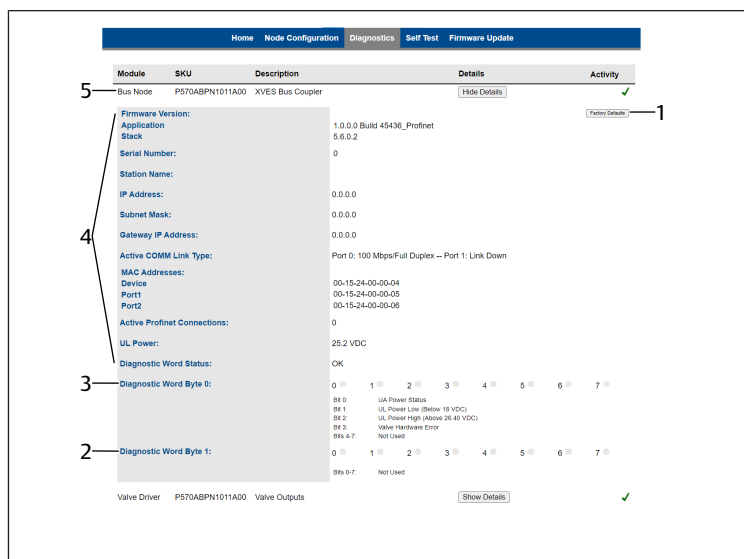 Home Node Configuration Diagnostics Self Test Firmware Update
Module SKU Description Details Activity
5 Bus Node P570ABPN1011A00 XVES Bus Coupler Hide Details ✓
Firmware Version: Factory Defaults 1
Application 1.0.0.0 Build 45436_Profinet
Stack 5.6.0.2
Serial Number: 0
Station Name:
IP Address: 0.0.0.0
Subnet Mask: 0.0.0.0
4 Gateway IP Address: 0.0.0.0
Active COMM Link Type: Port 0: 100 Mbps/Full Duplex -- Port 1: Link Down
MAC Addresses:
Device 00-15-24-00-00-04
Port1 00-15-24-00-00-05
Port2 00-15-24-00-00-06
Active Profinet Connections: 0
UL Power: 25.2 VDC
Diagnostic Word Status: OK
3 Diagnostic Word Byte 0: 0 1 2 3 4 5 6 7
Bit 0: UA Power Status
Bit 1: UL Power Low (Below 18 VDC)
Bit 2: UL Power High (Above 26.40 VDC)
Bit 3: Valve Hardware Error
Bits 4-7: Not Used
2 Diagnostic Word Byte 1: 0 1 2 3 4 5 6 7
Bits 0-7: Not Used
Valve Driver P570ABPN1011A00 Valve Outputs Show Details ✓